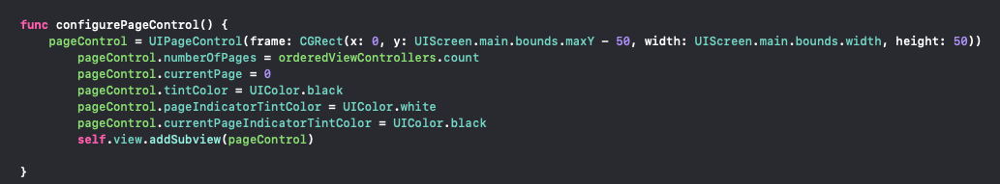 func configurePageControl() {
    pageControl = UIPageControl(frame: CGRect(x: 0, y: UIScreen.main.bounds.maxY - 50, width: UIScreen.main.bounds.width, height: 50))
        pageControl.numberOfPages = orderedViewControllers.count
        pageControl.currentPage = 0
        pageControl.tintColor = UIColor.black
        pageControl.pageIndicatorTintColor = UIColor.white
        pageControl.currentPageIndicatorTintColor = UIColor.black
        self.view.addSubview(pageControl)
}